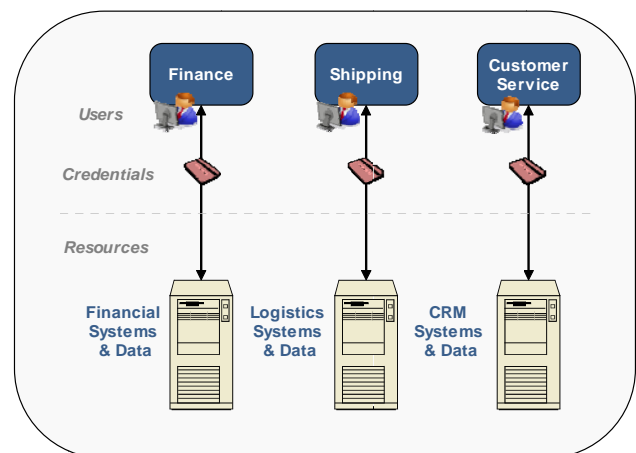 Finance
Shipping
Customer
Service
Users
Credentials
Resources
Financial
Systems
& Data
Logistics
Systems
& Data
CRM
Systems
& Data